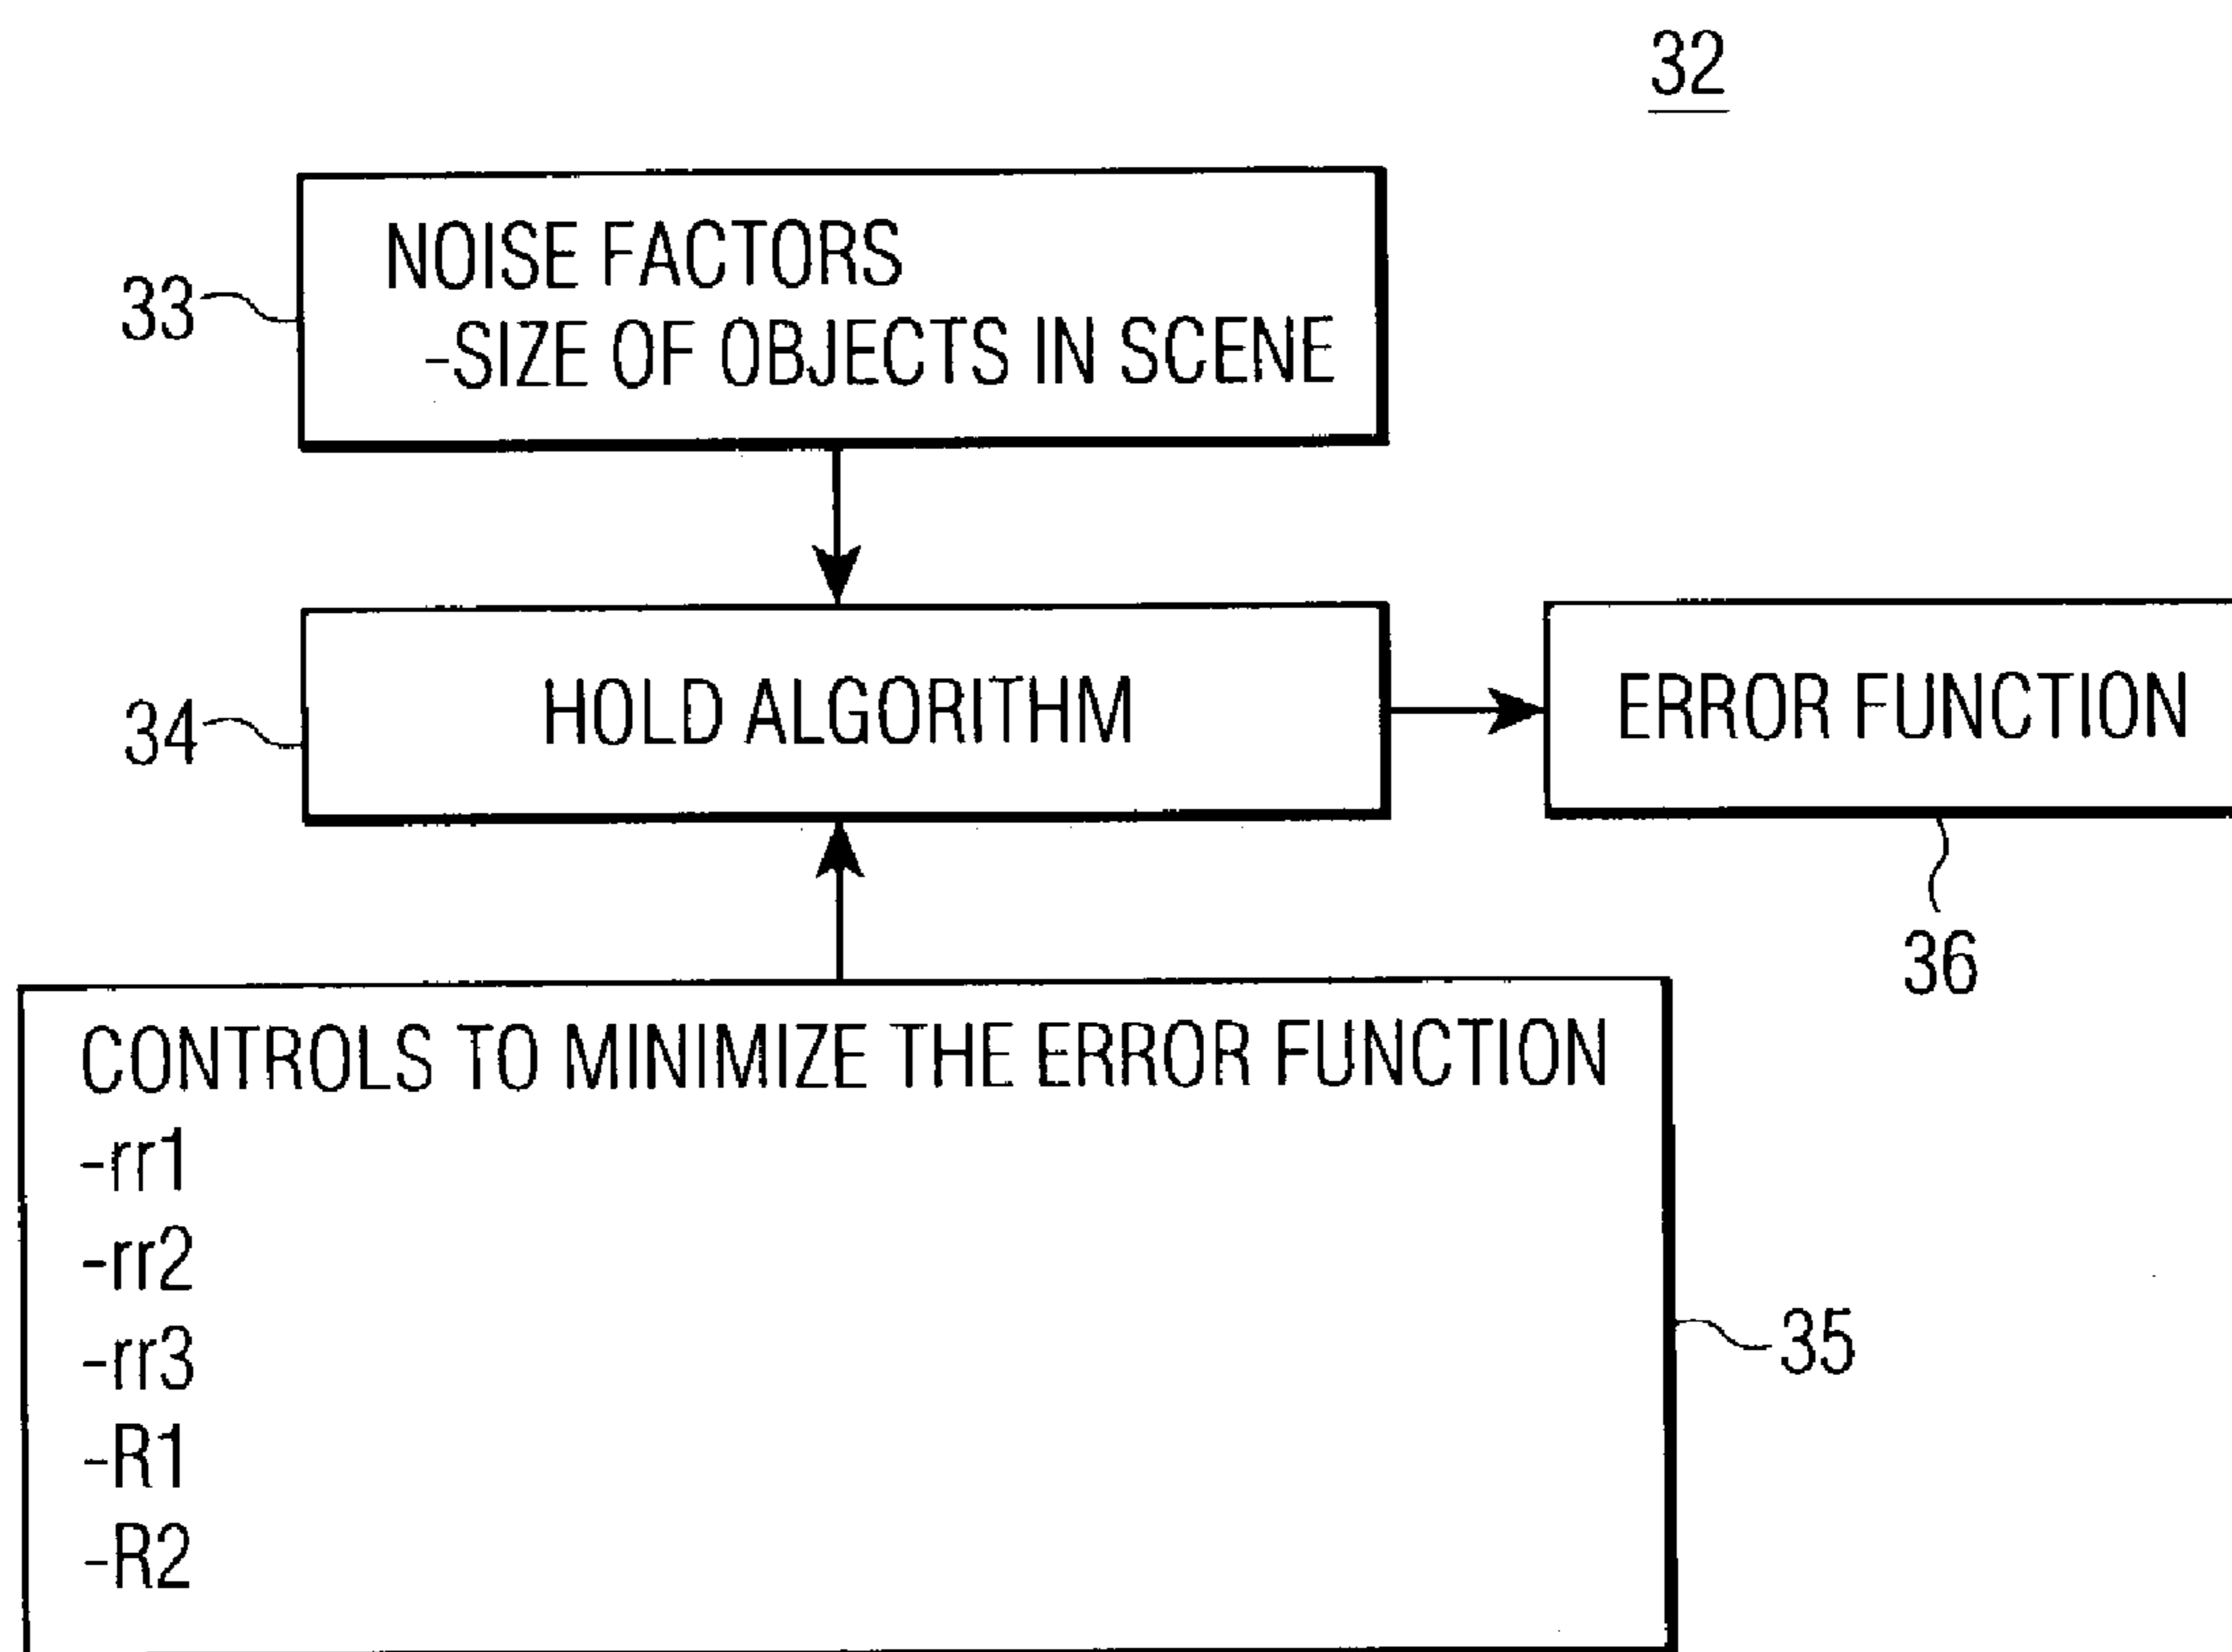 32
NOISE FACTORS
-SIZE OF OBJECTS IN SCENE
33
HOLD ALGORITHM
34
ERROR FUNCTION
36
CONTROLS TO MINIMIZE THE ERROR FUNCTION
-rr1
-rr2
-rr3
-R1
-R2
35